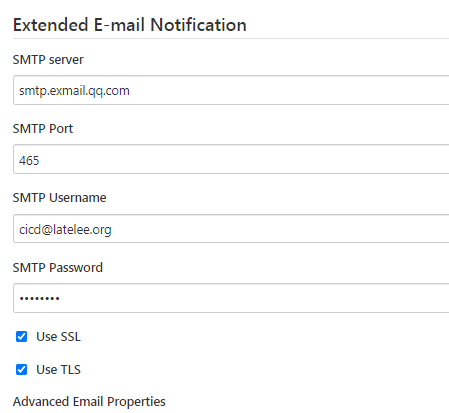 Extended E-mail Notification
SMTP server
smtp.exmail.qq.com
SMTP Port
465
SMTP Username
cicd@latelee.org
SMTP Password
••••••••
Use SSL
Use TLS
Advanced Email Properties